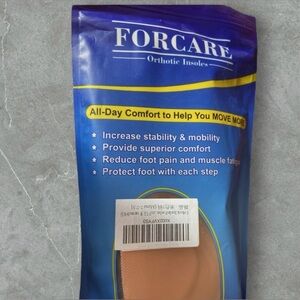 FORCARE
Orthotic Insoles
All-Day Comfort to Help You MOVE MORE
• Increase stability & mobility
• Provide superior comfort
• Reduce foot pain and muscle fatigue
• Protect foot with each step